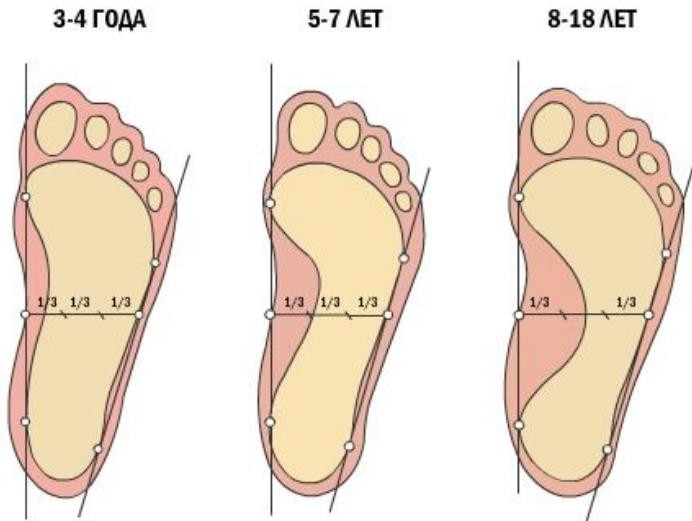 3-4 ГОДА
5-7 ЛЕТ
8-18 ЛЕТ
1/3 1/3 1/3
1/3 1/3 1/3
1/3 1/3